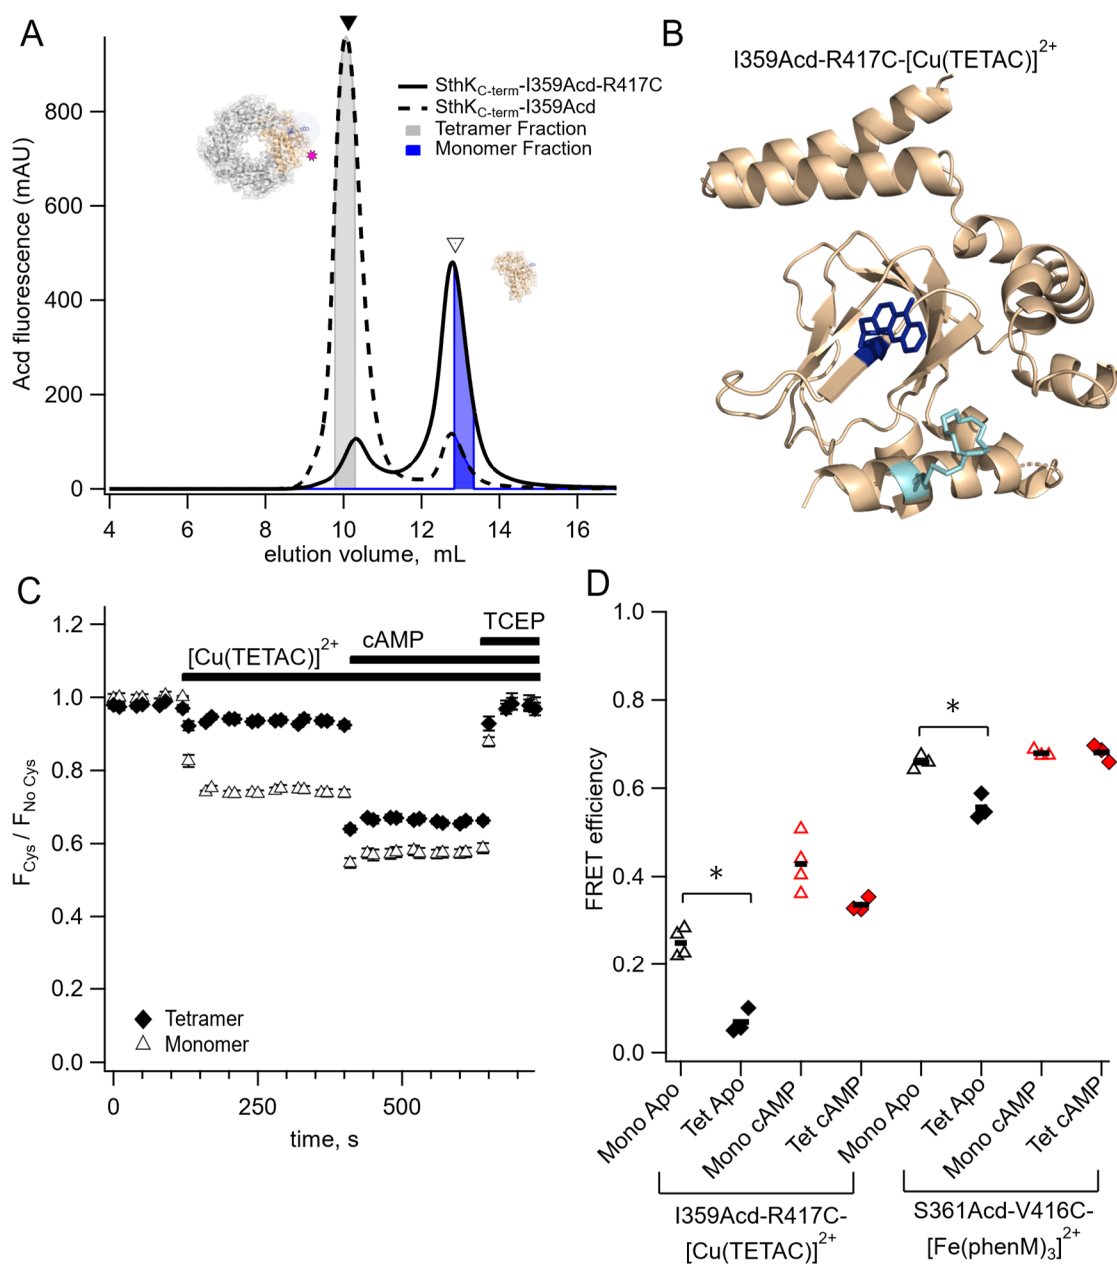 A
SthK_C-term-I359Acd-R417C
SthK_C-term-I359Acd
Tetramer Fraction
Monomer Fraction
Acd fluorescence (mAU)
800
600
400
200
0
4 6 8 10 12 14 16
elution volume, mL
B
I359Acd-R417C-[Cu(TETAC)]²⁺
C
TCEP
cAMP
[Cu(TETAC)]²⁺
F_Cys / F_No Cys
1.2
1.0
0.8
0.6
0.4
0.2
0.0
Tetramer
Monomer
0 250 500
time, s
D
FRET efficiency
1.0
0.8
0.6
0.4
0.2
0.0
*
*
Mono Apo
Tet Apo
Mono cAMP
Tet cAMP
Mono Apo
Tet Apo
Mono cAMP
Tet cAMP
I359Acd-R417C-
[Cu(TETAC)]²⁺
S361Acd-V416C-
[Fe(phenM)₃]²⁺